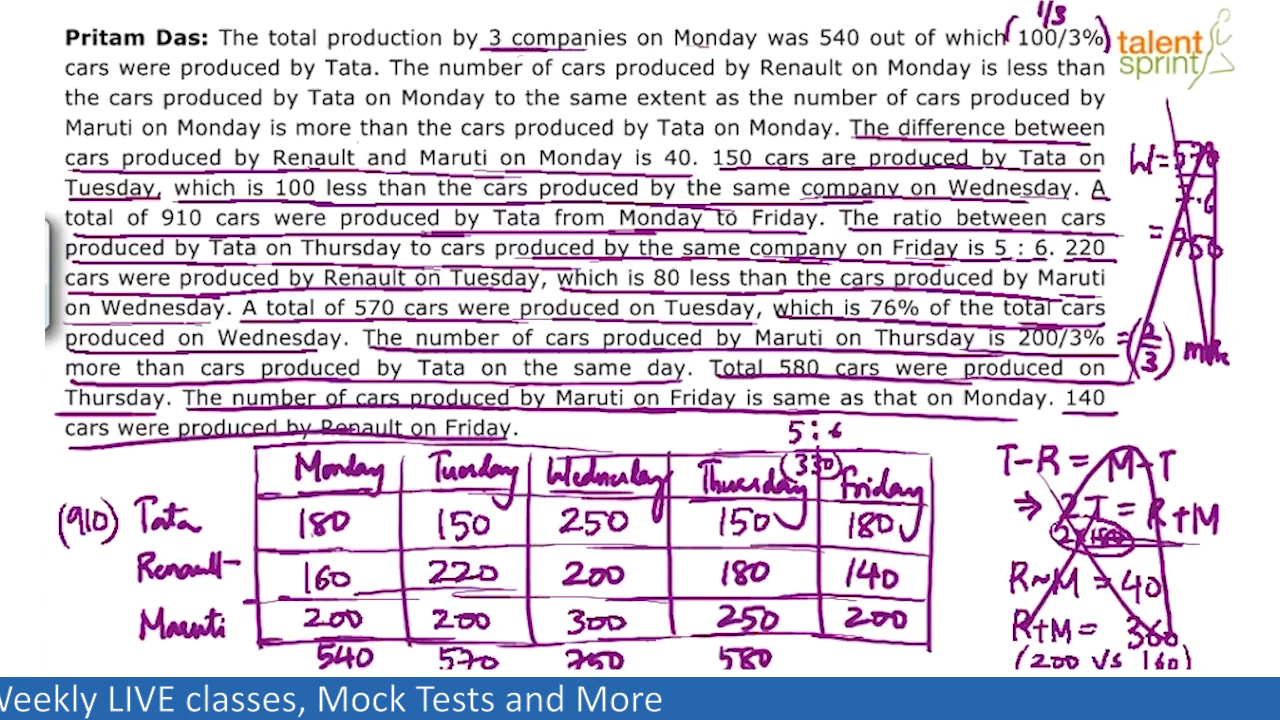 1/3
Pritam Das: The total production by 3 companies on Monday was 540 out of which 100/3%
cars were produced by Tata. The number of cars produced by Renault on Monday is less than
the cars produced by Tata on Monday to the same extent as the number of cars produced by
Maruti on Monday is more than the cars produced by Tata on Monday. The difference between
cars produced by Renault and Maruti on Monday is 40. 150 cars are produced by Tata on
Tuesday, which is 100 less than the cars produced by the same company on Wednesday. A
total of 910 cars were produced by Tata from Monday to Friday. The ratio between cars
produced by Tata on Thursday to cars produced by the same company on Friday is 5 : 6. 220
cars were produced by Renault on Tuesday, which is 80 less than the cars produced by Maruti
on Wednesday. A total of 570 cars were produced on Tuesday, which is 76% of the total cars
produced on Wednesday. The number of cars produced by Maruti on Thursday is 200/3%
more than cars produced by Tata on the same day. Total 580 cars were produced on
Thursday. The number of cars produced by Maruti on Friday is same as that on Monday. 140
cars were produced by Renault on Friday.
talent
sprint
W = 570
=
= (2/3) more
5 : 6
(330)
Monday Tuesday Wednesday Thursday Friday
(910) Tata 180 150 250 150 180
Renault 160 220 200 180 140
Maruti 200 200 300 250 200
540 570 750 580
T-R = M-T
⇒ 2T = R+M
2×180
R~M = 40
R+M = 360
(200 vs 160)
Weekly LIVE classes, Mock Tests and More